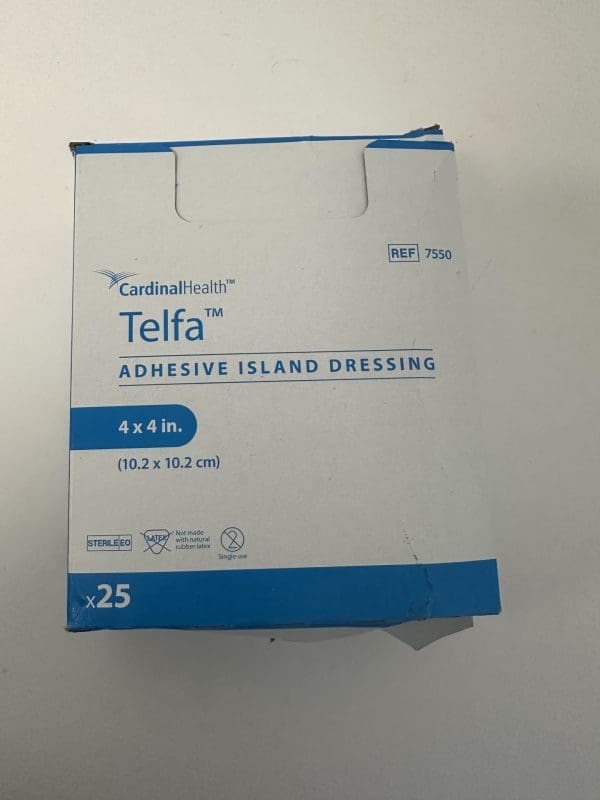 REF 7550
CardinalHealth™
Telfa™
ADHESIVE ISLAND DRESSING
4 x 4 in.
(10.2 x 10.2 cm)
STERILE EO
LATEX
Not made
with natural
rubber latex
2
Single use
x25